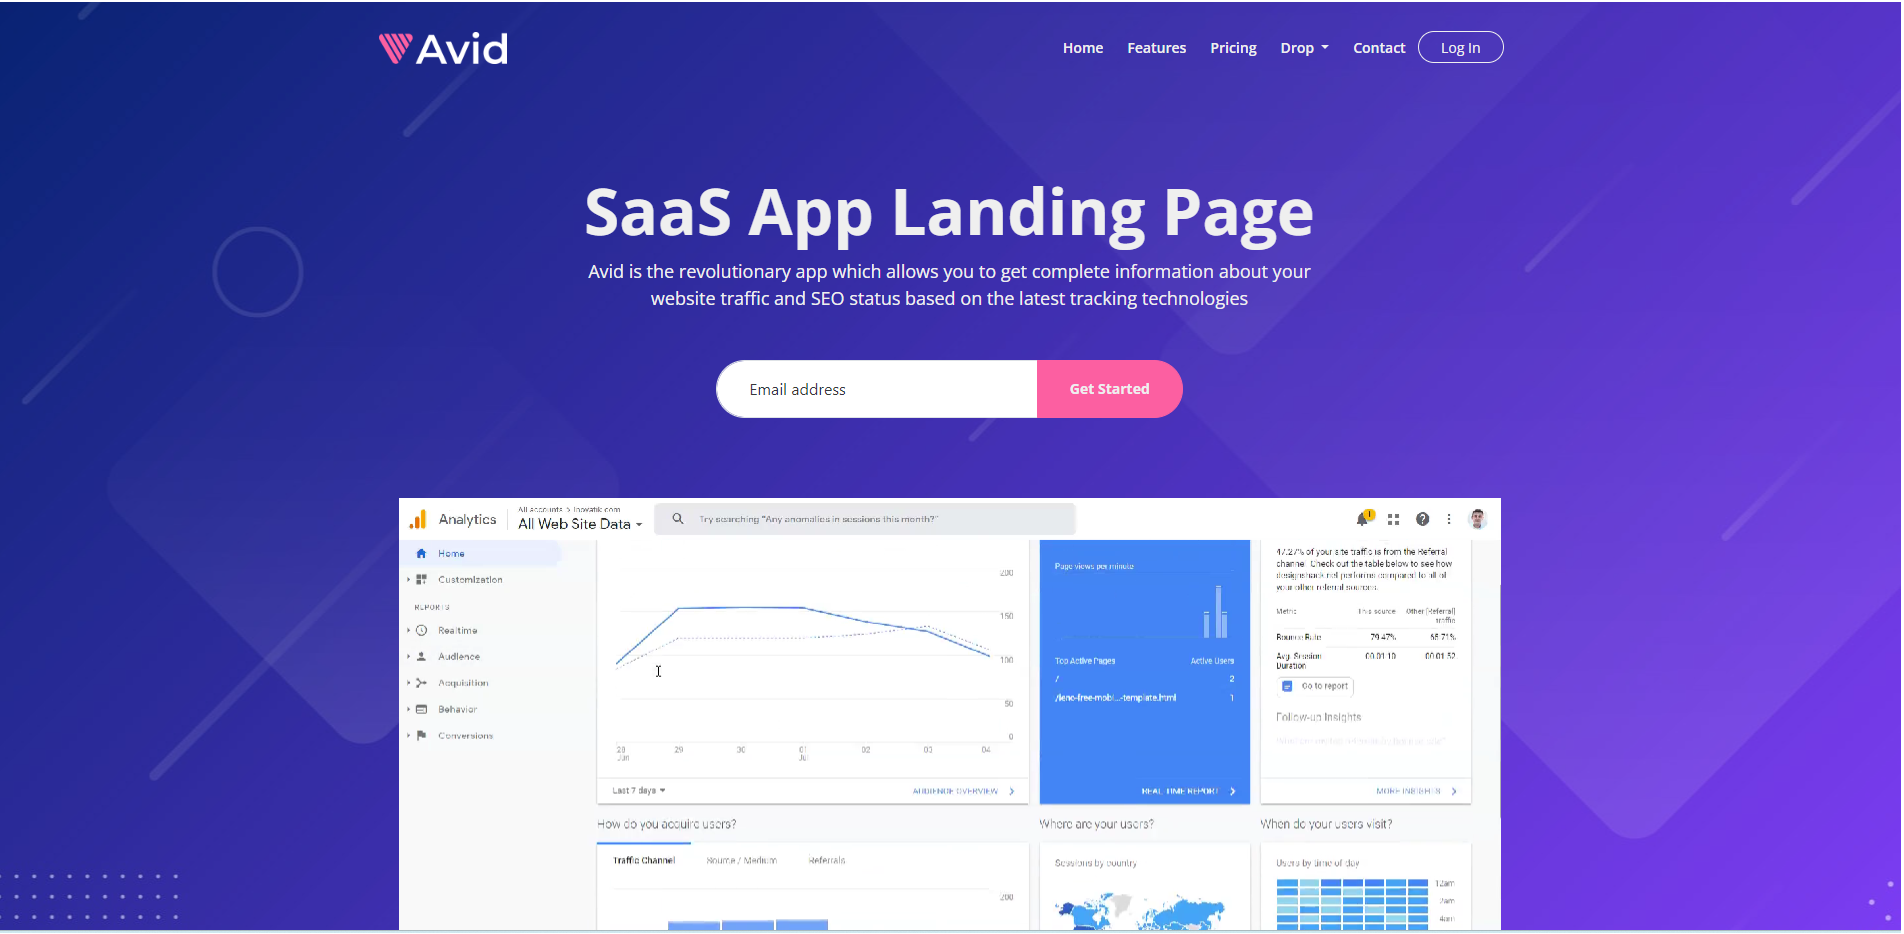 Avid
Home Features Pricing Drop Contact Log In
SaaS App Landing Page
Avid is the revolutionary app which allows you to get complete information about your
website traffic and SEO status based on the latest tracking technologies
Email address Get Started
Analytics
All accounts > Inovatik.com
All Web Site Data
Try searching "Any anomalies in sessions this month?"
1
Home
Customization
REPORTS
Realtime
Audience
Acquisition
Behavior
Conversions
200
150
100
50
0
28 29 30 01 02 03 04
Jun Jul
Last 7 days AUDIENCE OVERVIEW
Page views per minute
Top Active Pages Active Users
/ 2
/leno-free-mobi...-template.html 1
REAL TIME REPORT
47.27% of your site traffic is from the Referral
channel. Check out the table below to see how
designshack.net performs compared to all of
your other referral sources.
Metric This source Other (Referral)
traffic
Bounce Rate 79.47% 65.71%
Avg. Session
Duration
00:01:10 00:01:52
Go to report
Follow-up Insights
MORE INSIGHTS
How do you acquire users?
Traffic Channel Source / Medium Referrals
200
Where are your users?
Sessions by country
When do your users visit?
Users by time of day
12am
2am
4am